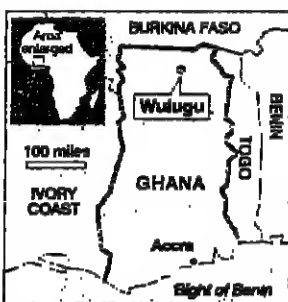 Area
enlarged
BURKINA FASO
Wulugu
100 miles
IVORY
COAST
GHANA
TOGO
BENIN
Accra
Bight of Benin